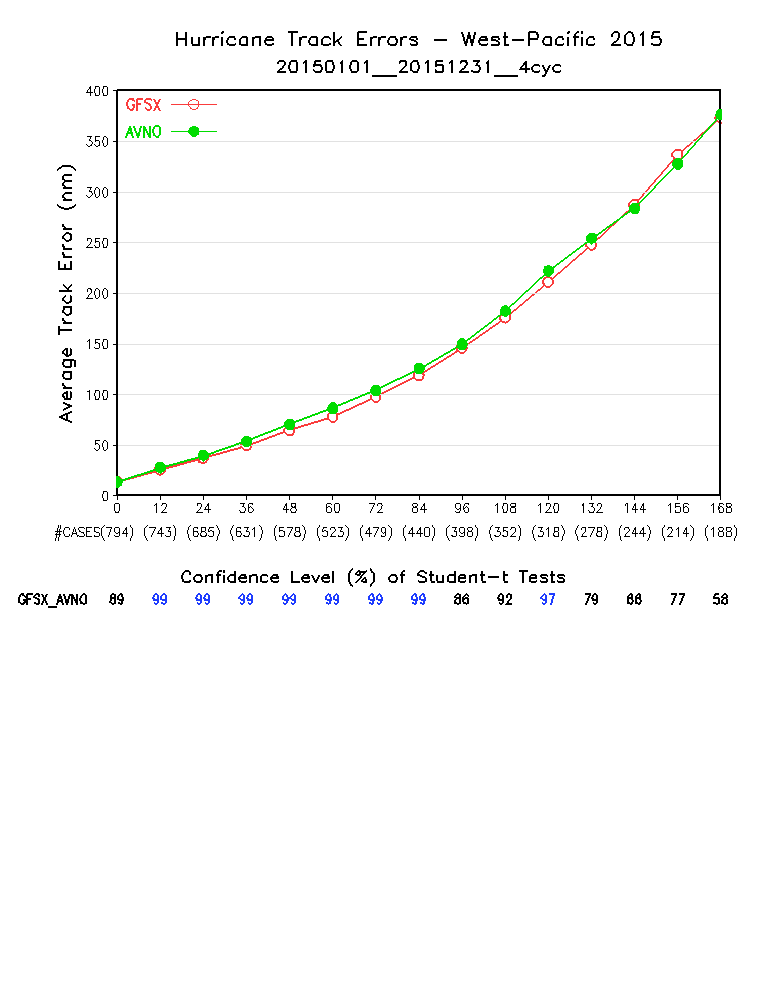 Hurricane Track Errors - West-Pacific 2015
20150101__20151231__4cyc
GFSX
AVNO
Average Track Error (nm)
400
350
300
250
200
150
100
50
0
0 12 24 36 48 60 72 84 96 108 120 132 144 156 168
#CASES(794) (743) (685) (631) (578) (523) (479) (440) (398) (352) (318) (278) (244) (214) (188)
Confidence Level (%) of Student-t Tests
GFSX_AVNO 89 99 99 99 99 99 99 99 86 92 97 79 77 58